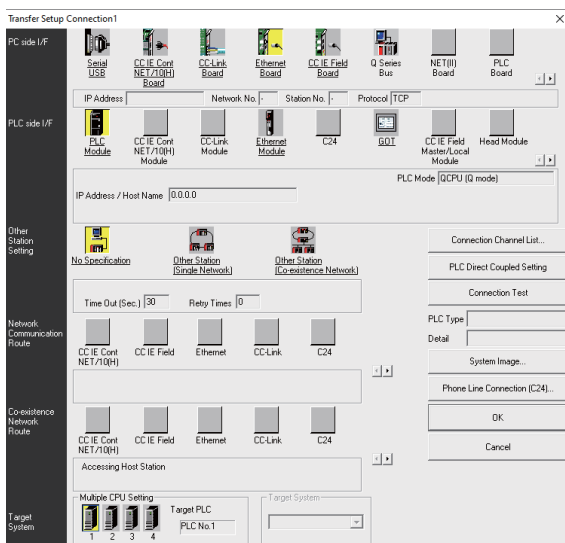 Transfer Setup Connection1
PC side I/F
Serial
USB
CC IE Cont
NET/10(H)
Board
CC-Link
Board
Ethernet
Board
CC IE Field
Board
Q Series
Bus
NET(II)
Board
PLC
Board
IP Address
Network No. -
Station No. -
Protocol TCP
PLC side I/F
PLC
Module
CC IE Cont
NET/10(H)
Module
CC-Link
Module
Ethernet
Module
C24
GOT
CC IE Field
Master/Local
Module
Head Module
PLC Mode QCPU (Q mode)
IP Address / Host Name 0.0.0.0
Other
Station
Setting
No Specification
Other Station
(Single Network)
Other Station
(Co-existence Network)
Time Out (Sec.) 30
Retry Times 0
Connection Channel List...
PLC Direct Coupled Setting
Connection Test
PLC Type
Detail
System Image...
Phone Line Connection (C24)...
OK
Cancel
Network
Communication
Route
CC IE Cont
NET/10(H)
CC IE Field
Ethernet
CC-Link
C24
Co-existence
Network
Route
CC IE Cont
NET/10(H)
CC IE Field
Ethernet
CC-Link
C24
Accessing Host Station
Target
System
Multiple CPU Setting
1 2 3 4
Target PLC
PLC No.1
Target System